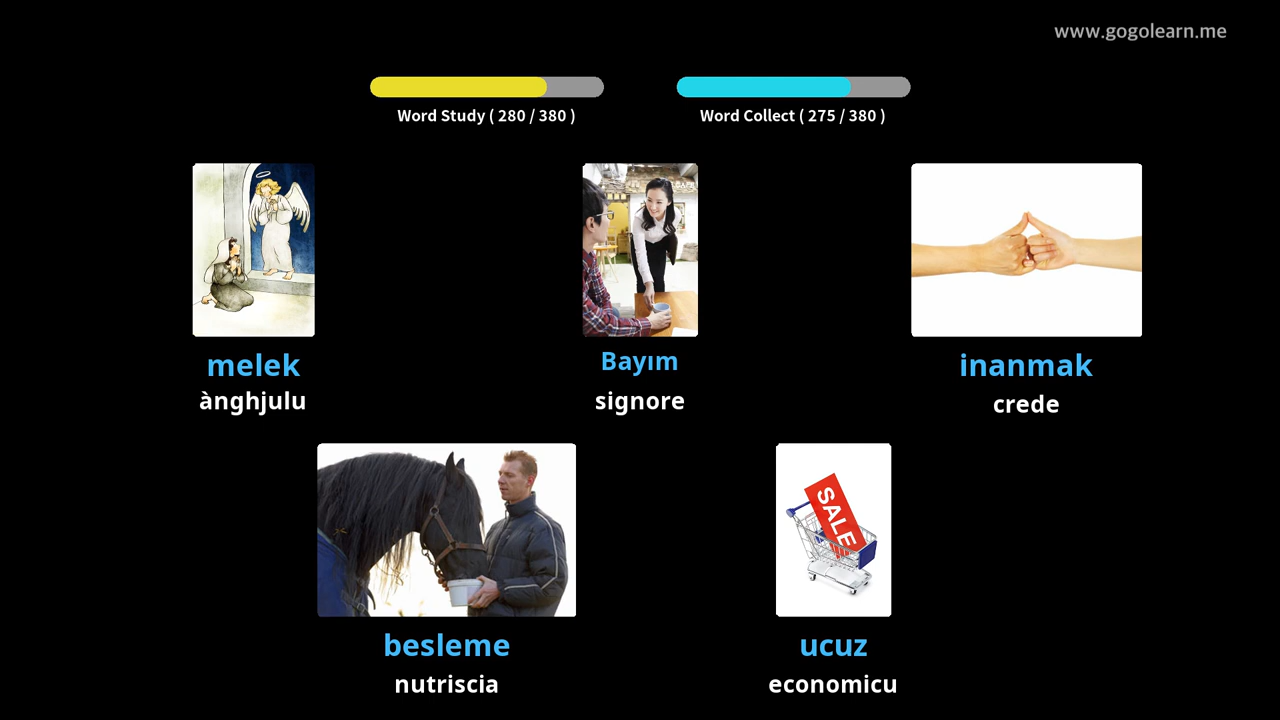 www.gogolearn.me
Word Study ( 280 / 380 )
Word Collect ( 275 / 380 )
melek
ànghjulu
Bayım
signore
inanmak
crede
SALE
besleme
nutriscia
ucuz
economicu